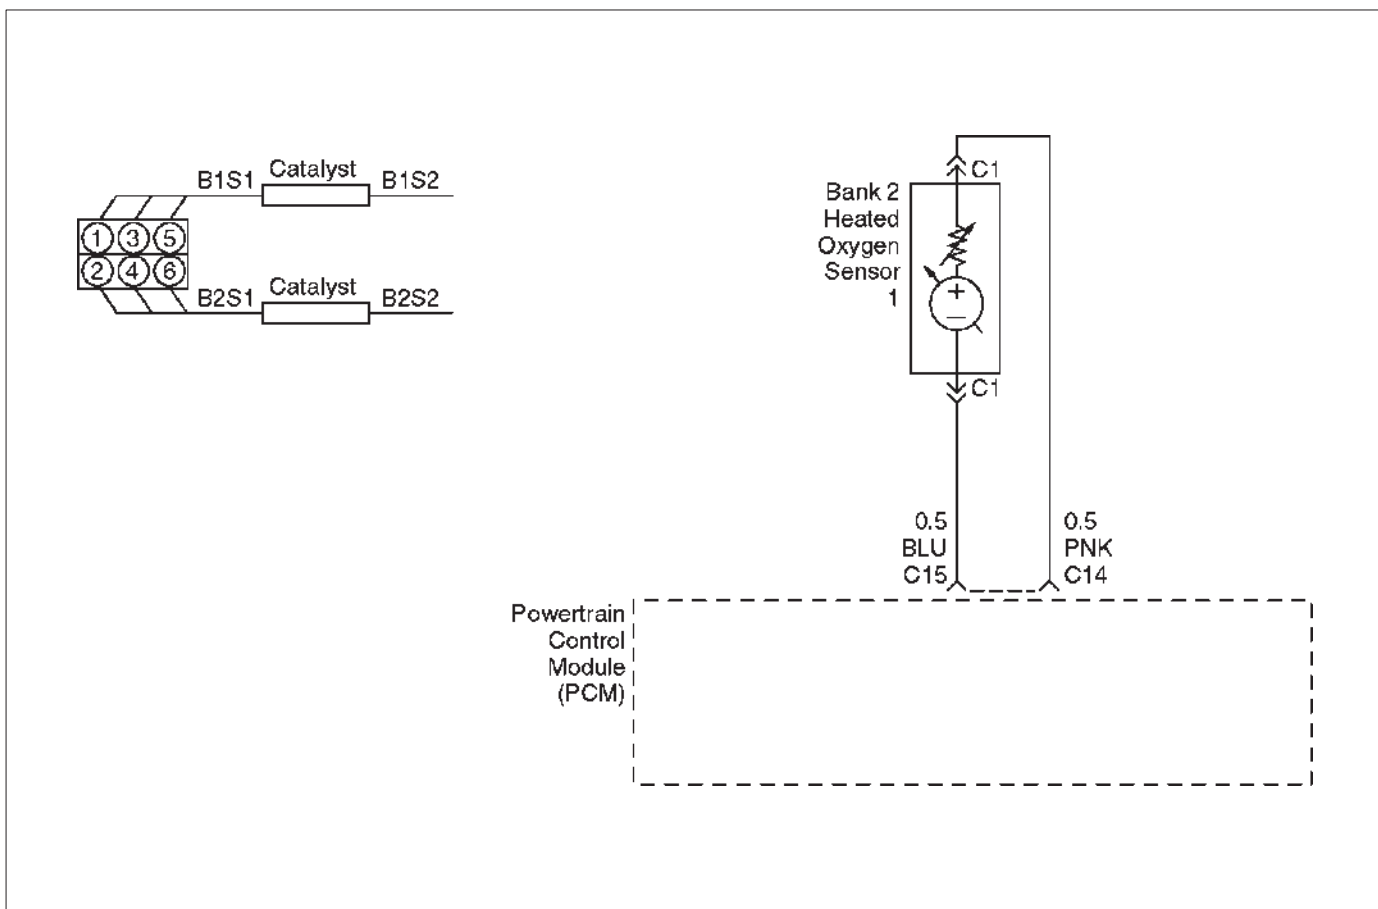 B1S1 Catalyst B1S2
1 3 5
2 4 6
B2S1 Catalyst B2S2
C1
Bank 2
Heated
Oxygen
Sensor
1
+
—
C1
0.5
BLU
C15
0.5
PNK
C14
Powertrain
Control
Module
(PCM)